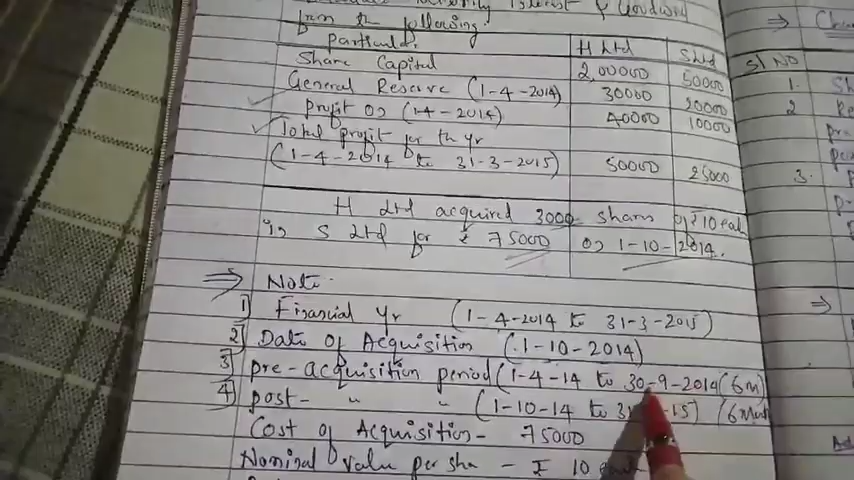 Interest & Goodwill
from the following:
Particular. H Ltd S Ltd
Share Capital 2,00000 50000
General Reserve (1-4-2014) 30000 20000
profit on (1-4-2014) 40000 10000
Total profit for the yr
(1-4-2014 to 31-3-2015) 50000 25000
H Ltd acquired 3000 shares of ₹10 each
in S Ltd for ₹ 75000 on 1-10-2014.
Note.
1) Financial yr (1-4-2014 to 31-3-2015)
2) Date of Acquisition (1-10-2014)
3) pre-acquisition period (1-4-14 to 30-9-2014 (6m)
4) post- " " (1-10-14 to 31 -15) (6
Cost of Acquisition - 75000
Nominal value per sha - ₹ 10 each
Sl No
1.
2
3.